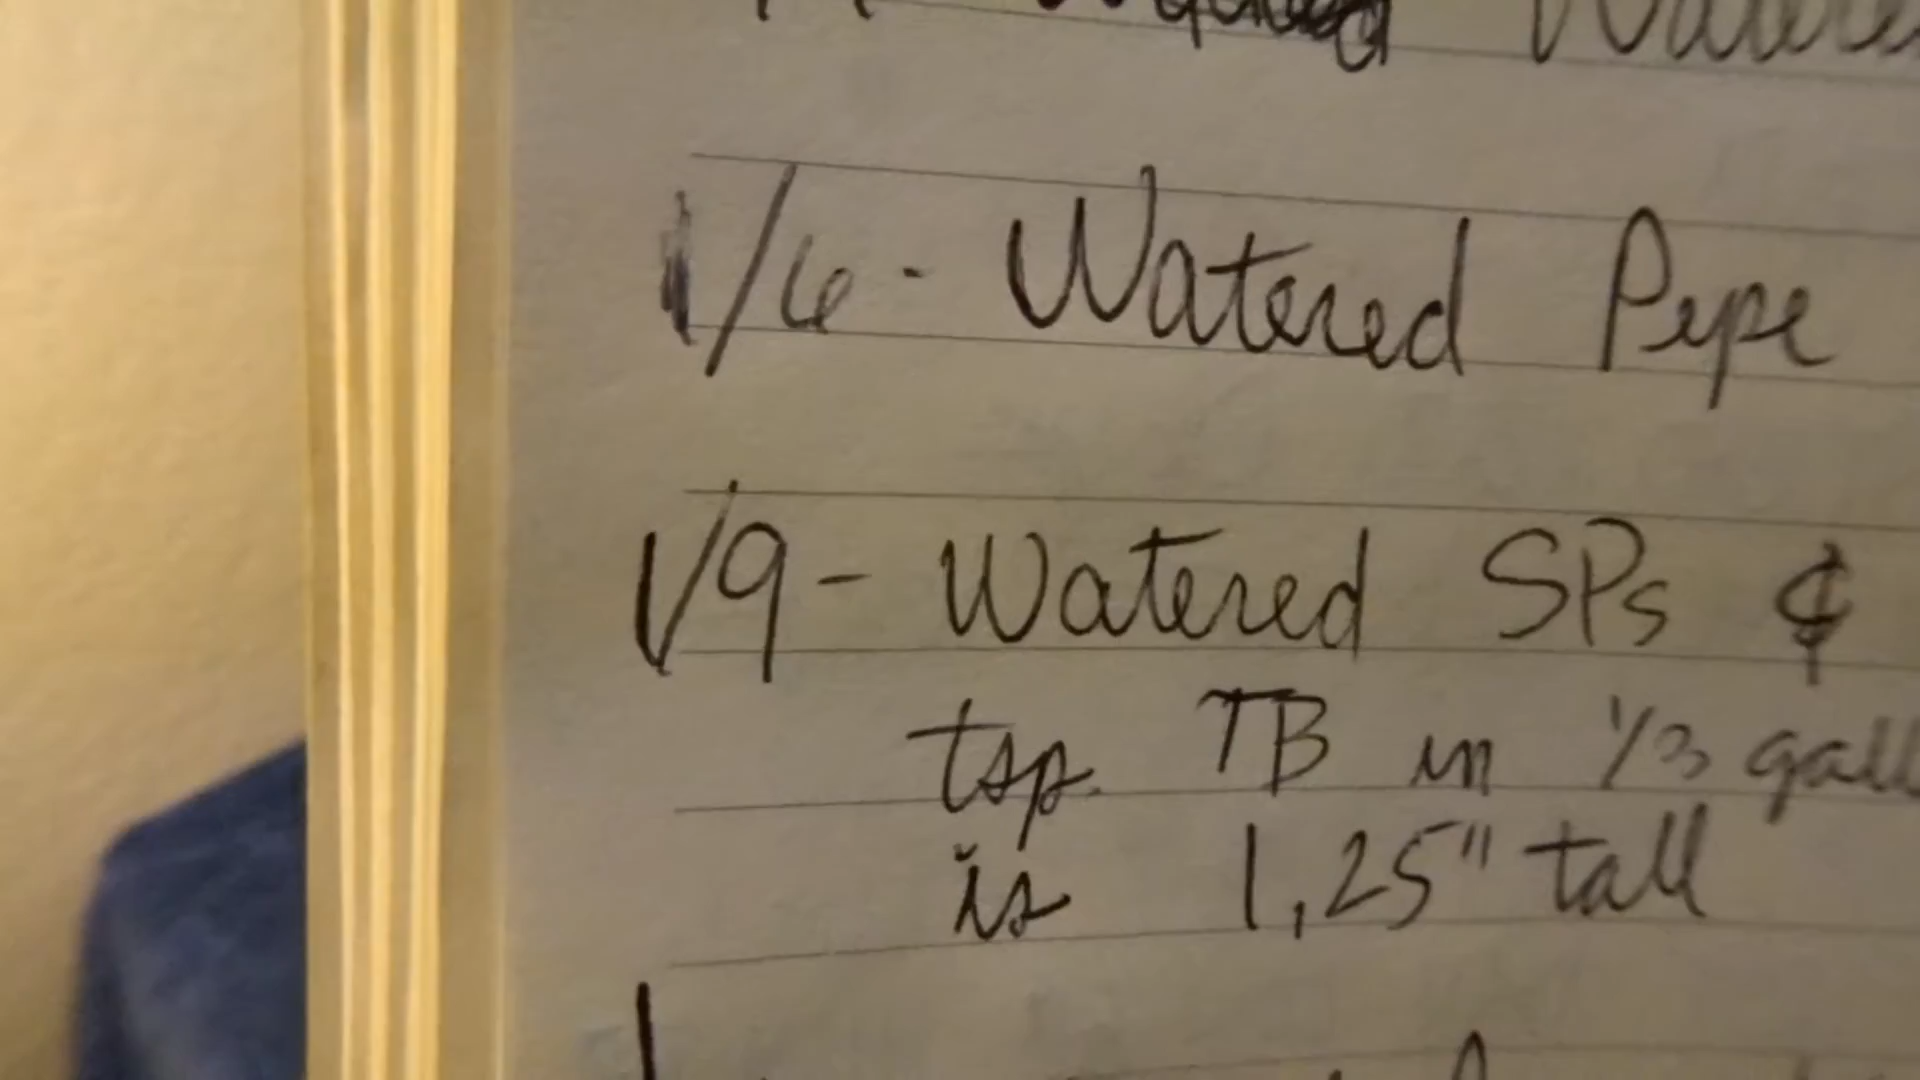 1/6 - Watered Pepe
1/9 - Watered SPs &
tsp. TB in 1/3 gall
is 1,25" tall